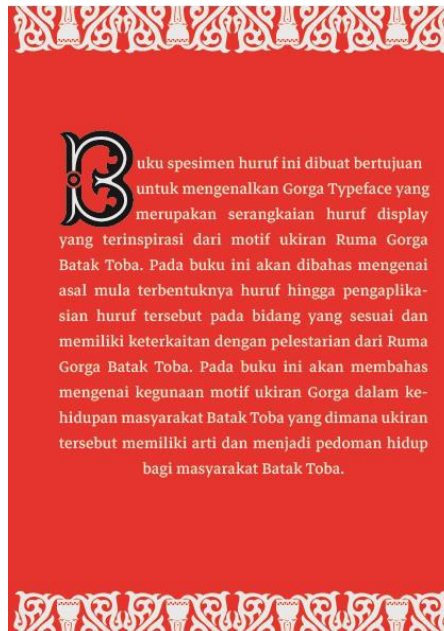 Buku spesimen huruf ini dibuat bertujuan
untuk mengenalkan Gorga Typeface yang
merupakan serangkaian huruf display
yang terinspirasi dari motif ukiran Ruma Gorga
Batak Toba. Pada buku ini akan dibahas mengenai
asal mula terbentuknya huruf hingga pengaplika-
sian huruf tersebut pada bidang yang sesuai dan
memiliki keterkaitan dengan pelestarian dari Ruma
Gorga Batak Toba. Pada buku ini akan membahas
mengenai kegunaan motif ukiran Gorga dalam ke-
hidupan masyarakat Batak Toba yang dimana ukiran
tersebut memiliki arti dan menjadi pedoman hidup
bagi masyarakat Batak Toba.